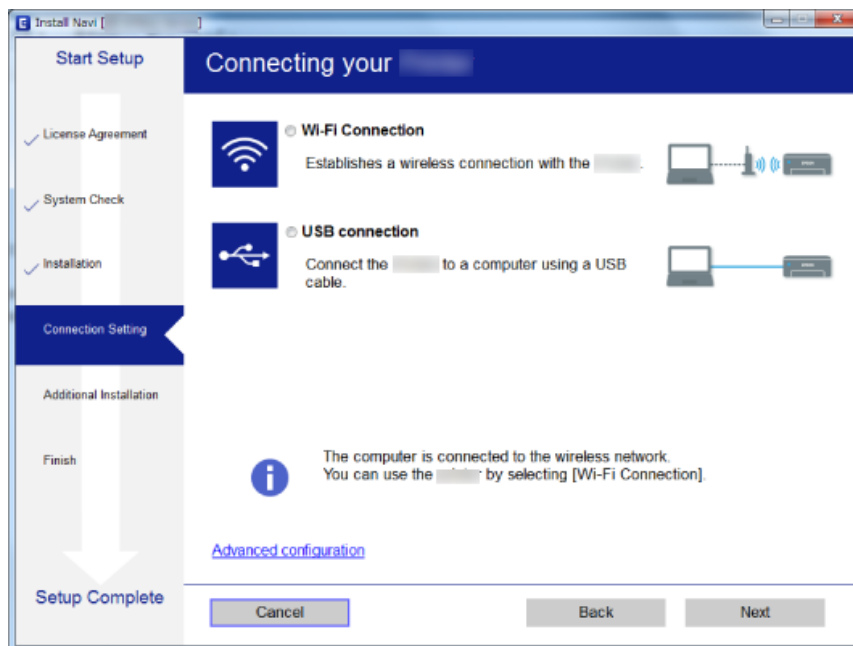 E Install Navi [ ]
Start Setup
License Agreement
System Check
Installation
Connection Setting
Additional Installation
Finish
Setup Complete
Connecting your
Wi-Fi Connection
Establishes a wireless connection with the .
USB connection
Connect the to a computer using a USB
cable.
i
The computer is connected to the wireless network.
You can use the by selecting [Wi-Fi Connection].
Advanced configuration
Cancel
Back
Next